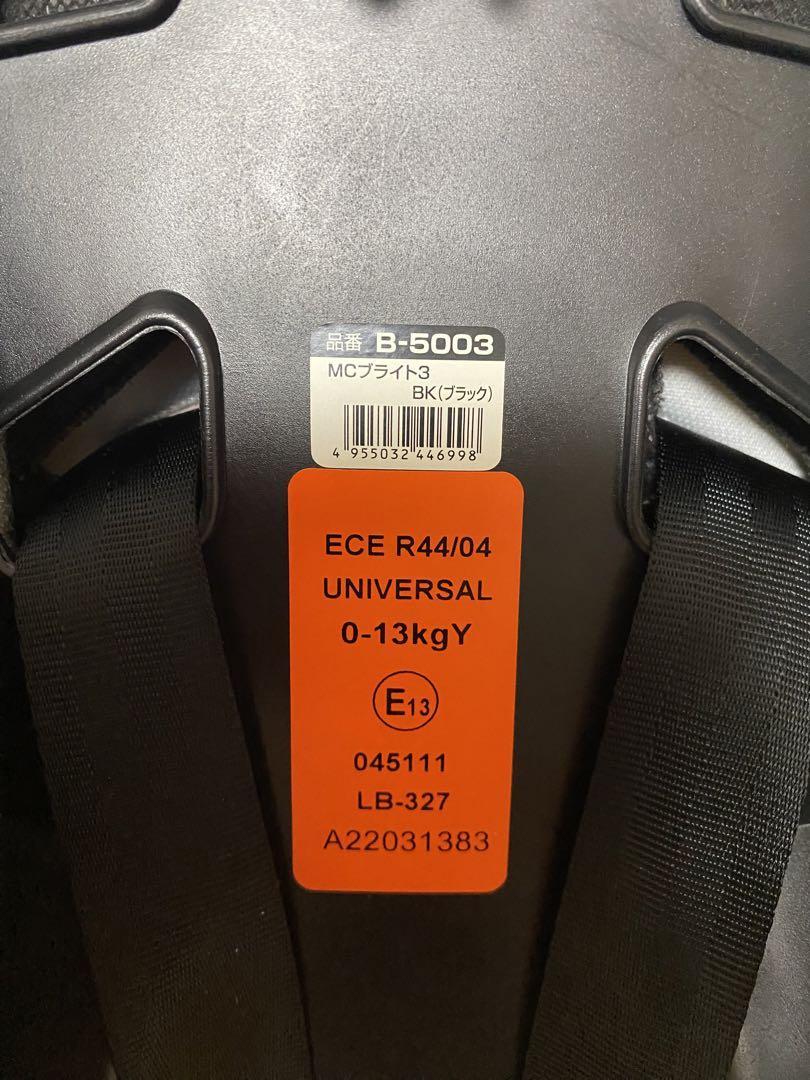 品番 B-5003
MCブライト3
BK(ブラック)
4 955032 446998
ECE R44/04
UNIVERSAL
0-13kgY
E13
045111
LB-327
A22031383